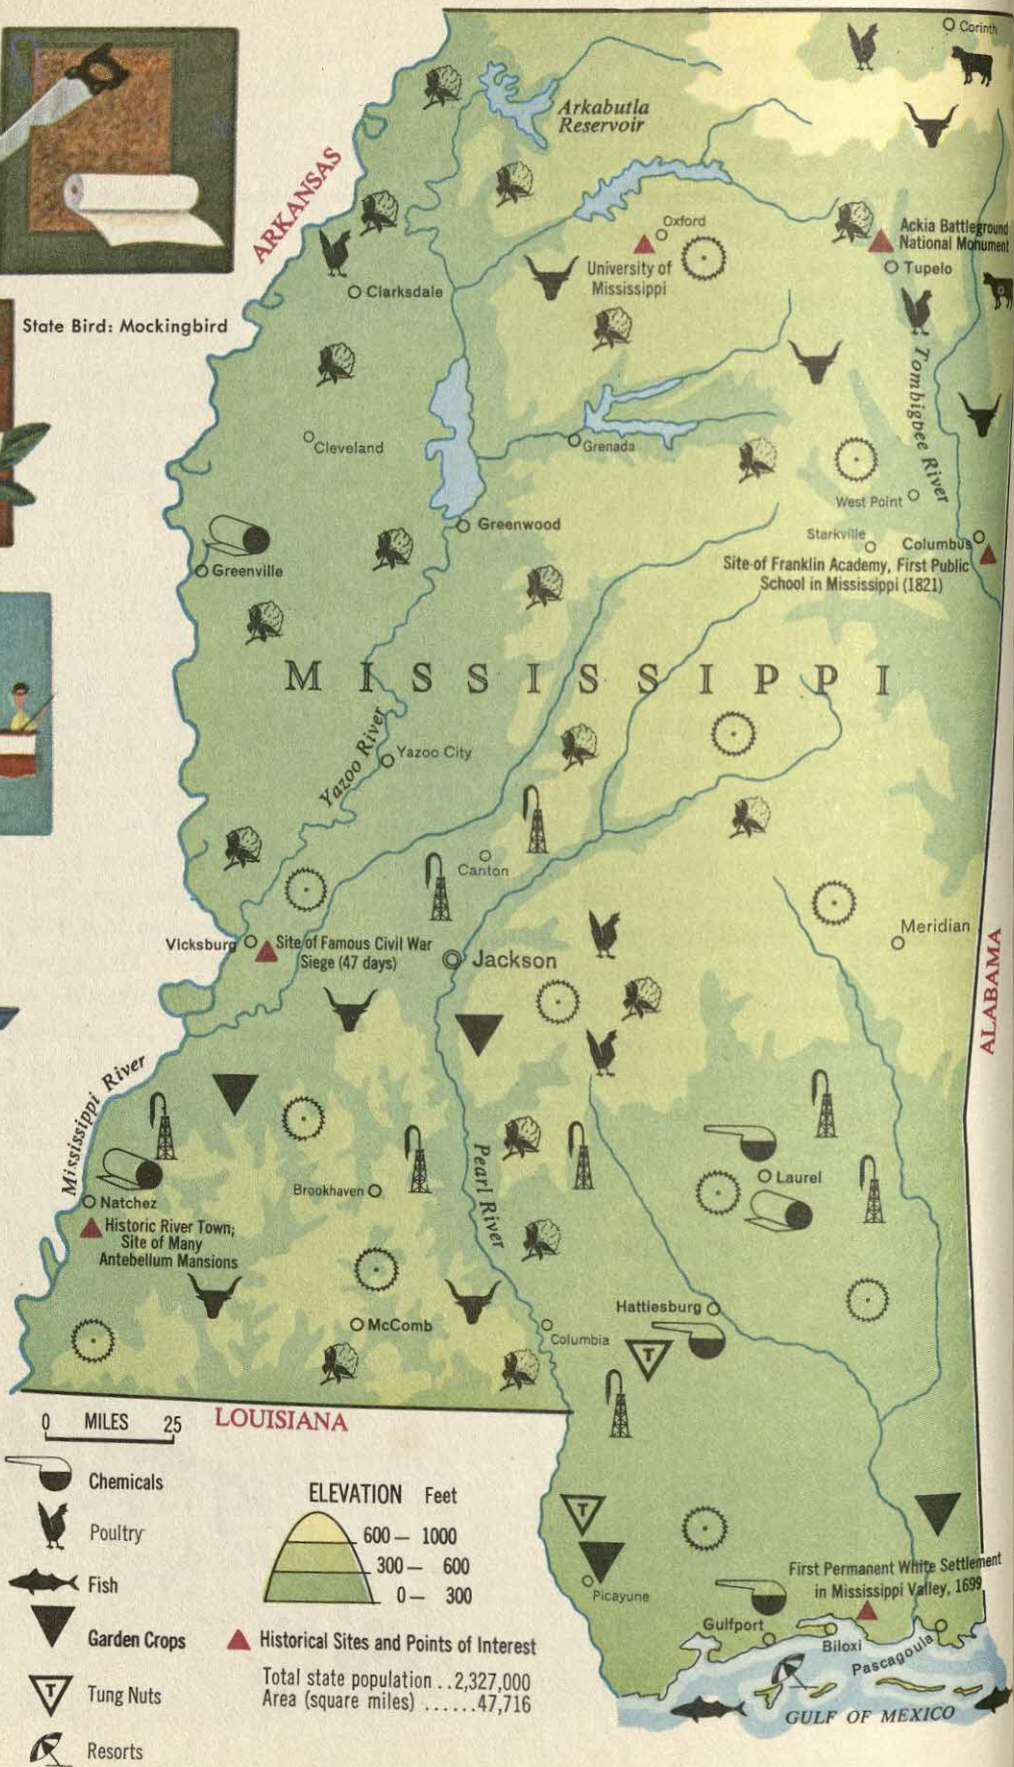 Corinth
Arkabutla
Reservoir
ARKANSAS
Oxford
University of
Mississippi
Ackia Battleground
National Monument
Tupelo
Clarksdale
State Bird: Mockingbird
Tombigbee River
Cleveland
Grenada
West Point
Greenwood
Starkville
Columbus
Greenville
Site of Franklin Academy, First Public
School in Mississippi (1821)
MISSISSIPPI
Yazoo River
Yazoo City
Canton
Meridian
Vicksburg
Site of Famous Civil War
Siege (47 days)
Jackson
ALABAMA
Mississippi River
Pearl River
Laurel
Brookhaven
Natchez
Historic River Town;
Site of Many
Antebellum Mansions
Hattiesburg
McComb
Columbia
T
LOUISIANA
0 MILES 25
Chemicals
Poultry
Fish
Garden Crops
T
Tung Nuts
Resorts
ELEVATION Feet
600 – 1000
300 – 600
0 – 300
Historical Sites and Points of Interest
Total state population . . 2,327,000
Area (square miles) . . . . . . 47,716
T
Picayune
First Permanent White Settlement
in Mississippi Valley, 1699
Gulfport
Biloxi
Pascagoula
GULF OF MEXICO